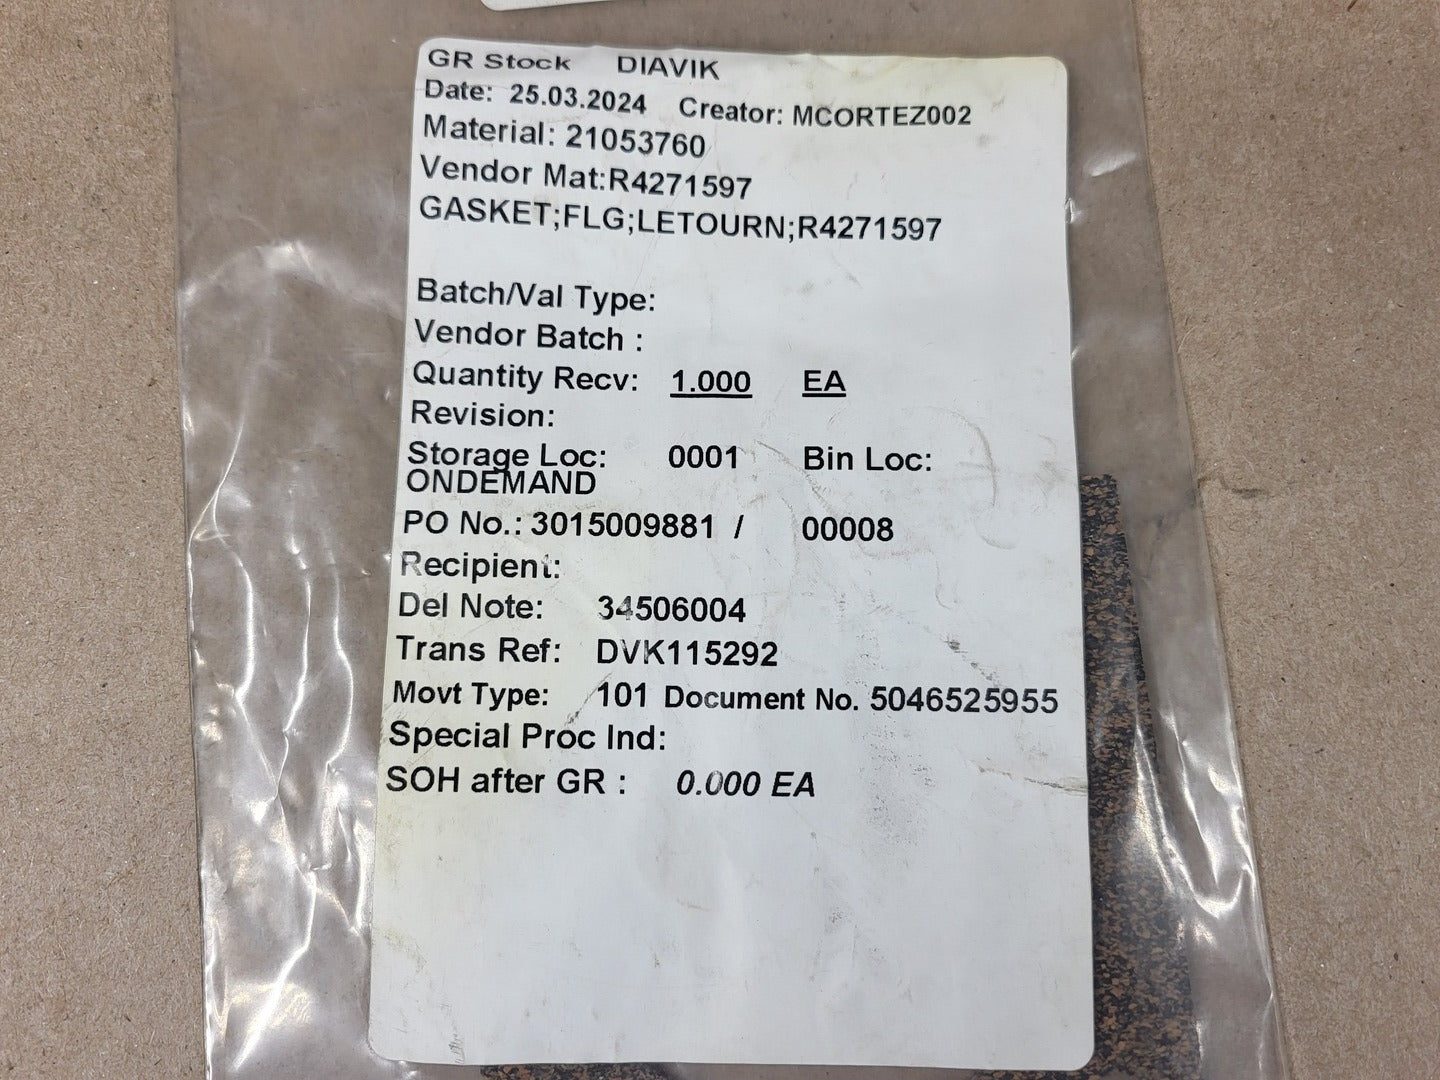 GR Stock DIAVIK
Date: 25.03.2024 Creator: MCORTEZ002
Material: 21053760
Vendor Mat:R4271597
GASKET;FLG;LETOURN;R4271597
Batch/Val Type:
Vendor Batch :
Quantity Recv: 1.000 EA
Revision:
Storage Loc: 0001 Bin Loc:
ONDEMAND
PO No.: 3015009881 / 00008
Recipient:
Del Note: 34506004
Trans Ref: DVK115292
Movt Type: 101 Document No. 5046525955
Special Proc Ind:
SOH after GR : 0.000 EA